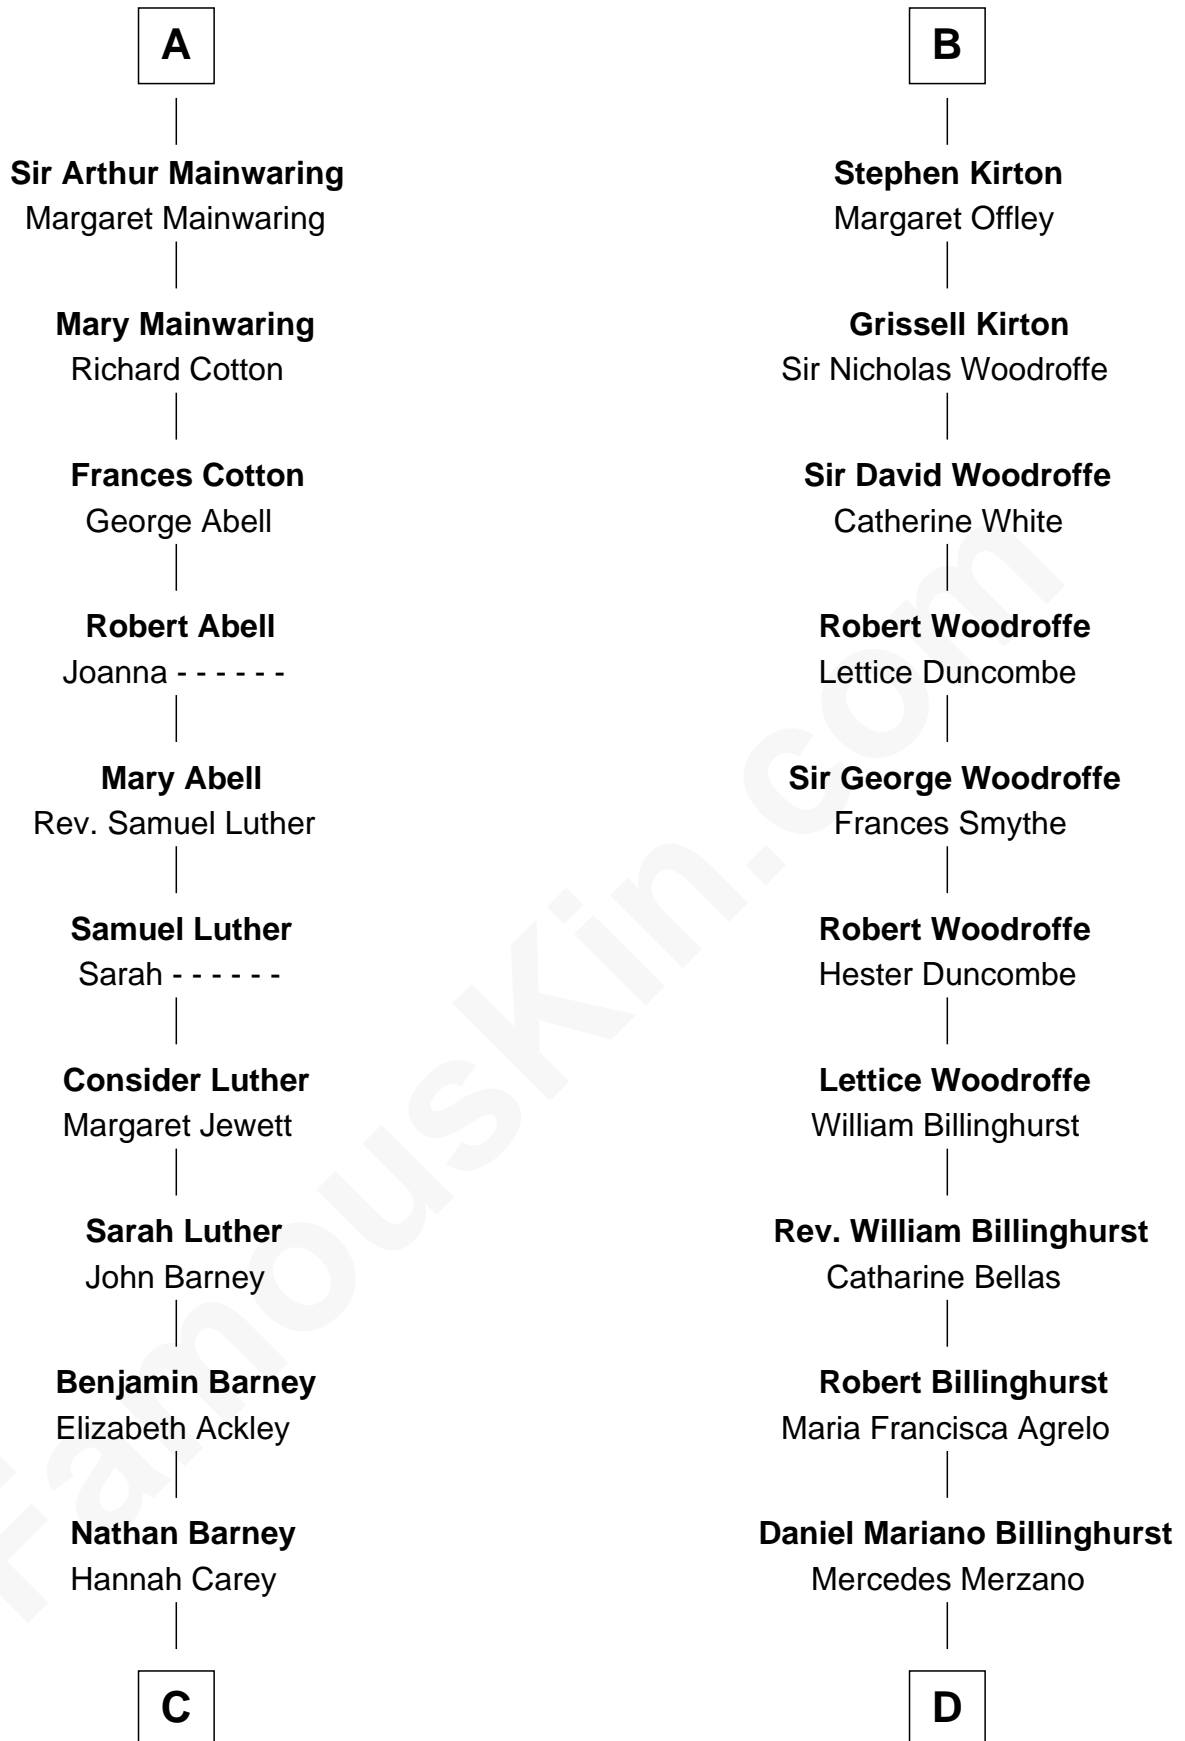 A
Sir Arthur Mainwaring
Margaret Mainwaring
Mary Mainwaring
Richard Cotton
Frances Cotton
George Abell
Robert Abell
Joanna - - - - - -
Mary Abell
Rev. Samuel Luther
Samuel Luther
Sarah - - - - - -
Consider Luther
Margaret Jewett
Sarah Luther
John Barney
Benjamin Barney
Elizabeth Ackley
Nathan Barney
Hannah Carey
C
B
Stephen Kirton
Margaret Offley
Grissell Kirton
Sir Nicholas Woodroffe
Sir David Woodroffe
Catherine White
Robert Woodroffe
Lettice Duncombe
Sir George Woodroffe
Frances Smythe
Robert Woodroffe
Hester Duncombe
Lettice Woodroffe
William Billinghurst
Rev. William Billinghurst
Catharine Bellas
Robert Billinghurst
Maria Francisca Agrelo
Daniel Mariano Billinghurst
Mercedes Merzano
D
FamousKin.com